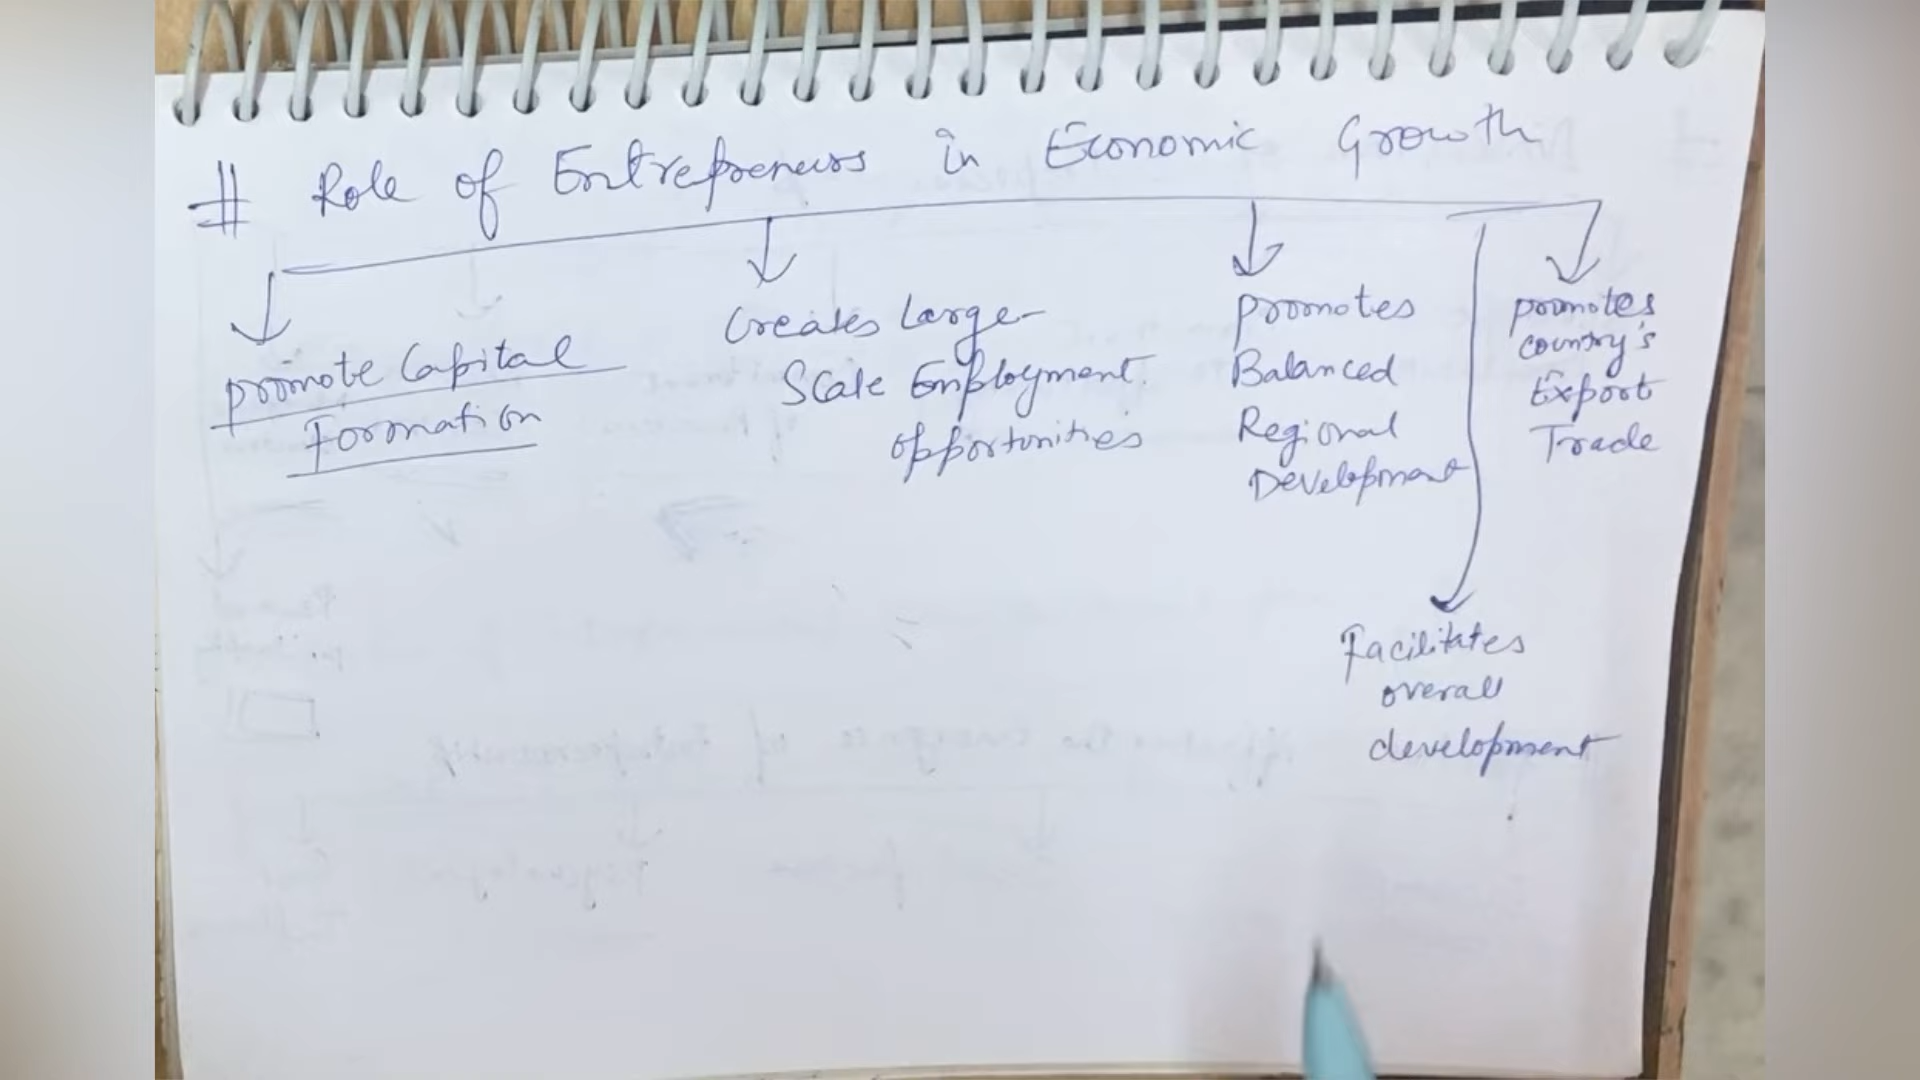 # Role of Entrepreneurs in Economic Growth
promote Capital
Formation
Creates Large-
Scale Employment
opportunities
promotes
Balanced
Regional
Development
promotes
country's
Export
Trade
Facilitates
overall
development